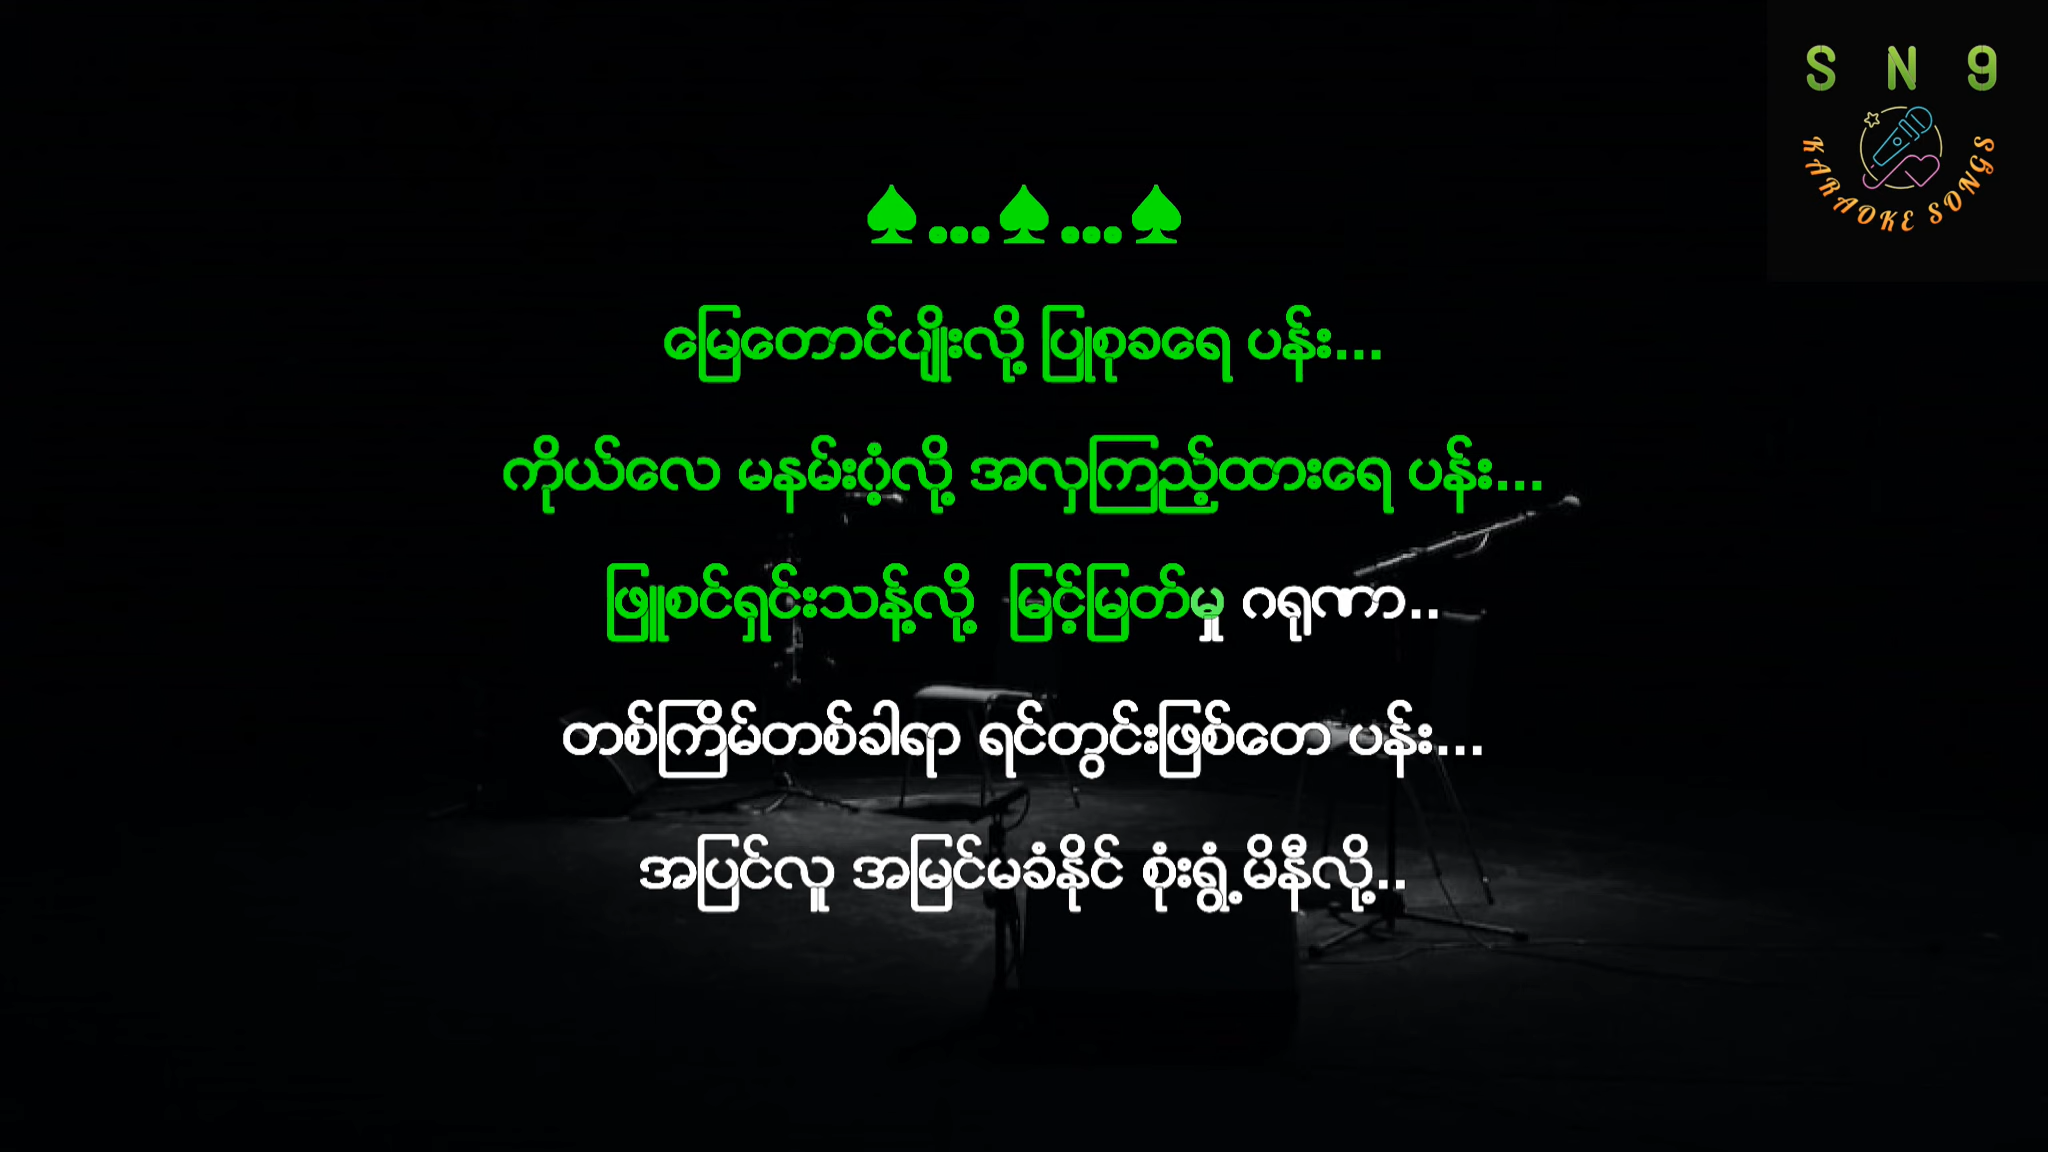 S N 9
KARAOKE SONGS
♠...♠...♠
မြေတောင်ပျိုးလို့ ပြုစုခရေ ပန်း...
ကိုယ်လေ မနမ်းဝံ့လို့ အလှကြည့်ထားရေ ပန်း...
ဖြူစင်ရှင်းသန့်လို့ မြင့်မြတ်မှု ဂရုဏာ..
တစ်ကြိမ်တစ်ခါရာ ရင်တွင်းဖြစ်တေ ပန်း...
အပြင်လူ အမြင်မခံနိုင် စုံးရွံ့မိနီလို့..